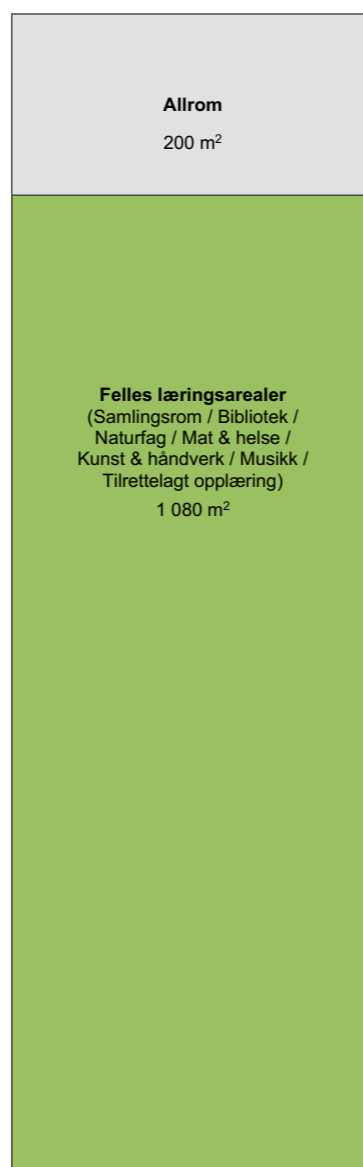 Allrom
200 m²
Felles læringsarealer
(Samlingsrom / Bibliotek /
Naturfag / Mat & helse /
Kunst & håndverk / Musikk /
Tilrettelagt opplæring)
1 080 m²